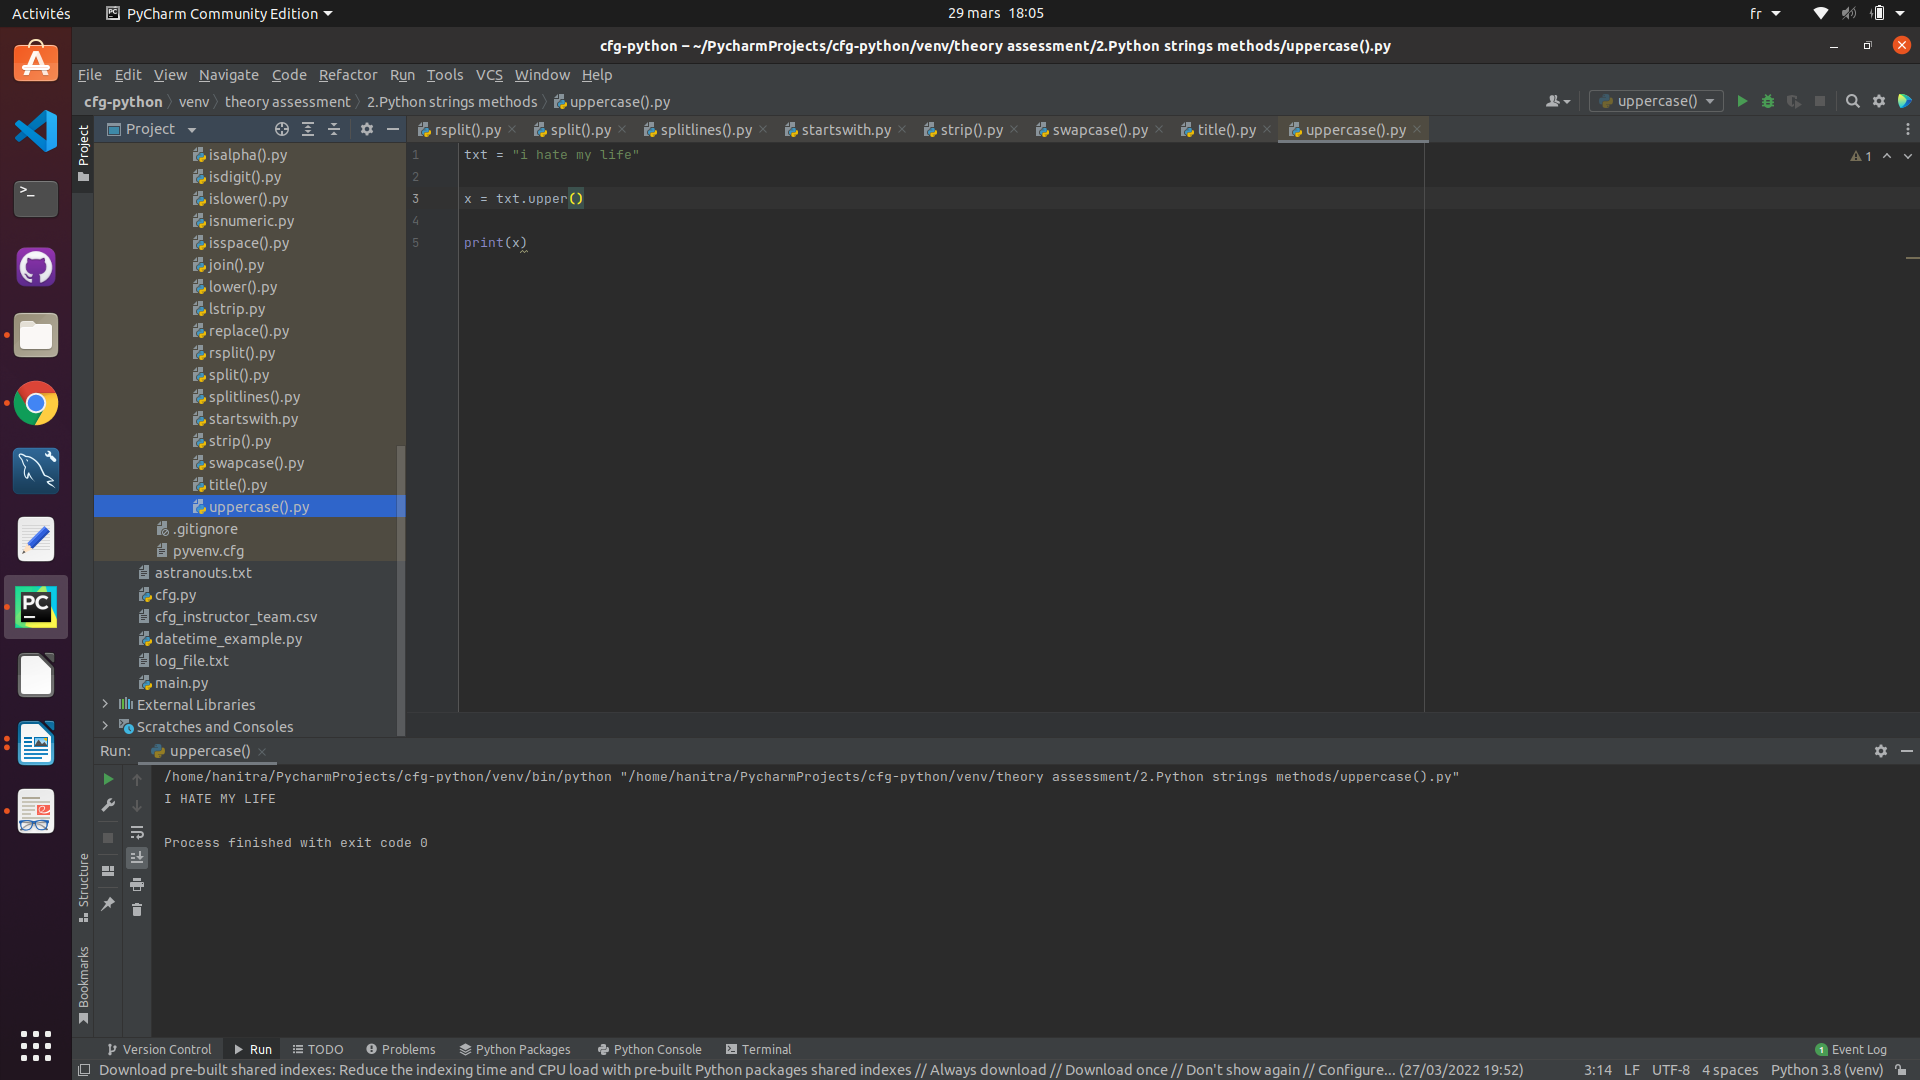 Activités
PyCharm Community Edition
29 mars 18:05
fr
cfg-python – ~/PycharmProjects/cfg-python/venv/theory assessment/2.Python strings methods/uppercase().py
File Edit View Navigate Code Refactor Run Tools VCS Window Help
cfg-python venv theory assessment 2.Python strings methods uppercase().py
uppercase()
Project
rsplit().py split().py splitlines().py startswith.py strip().py swapcase().py title().py uppercase().py
Project
isalpha().py
isdigit().py
islower().py
isnumeric.py
isspace().py
join().py
lower().py
lstrip.py
replace().py
rsplit().py
split().py
splitlines().py
startswith.py
strip().py
swapcase().py
title().py
uppercase().py
.gitignore
pyvenv.cfg
astranouts.txt
cfg.py
cfg_instructor_team.csv
datetime_example.py
log_file.txt
main.py
External Libraries
Scratches and Consoles
1 txt = "i hate my life"
2
3 x = txt.upper()
4
5 print(x)
1
Run: uppercase()
/home/hanitra/PycharmProjects/cfg-python/venv/bin/python "/home/hanitra/PycharmProjects/cfg-python/venv/theory assessment/2.Python strings methods/uppercase().py"
I HATE MY LIFE
Process finished with exit code 0
Structure
Bookmarks
Version Control Run TODO Problems Python Packages Python Console Terminal
1 Event Log
Download pre-built shared indexes: Reduce the indexing time and CPU load with pre-built Python packages shared indexes // Always download // Download once // Don't show again // Configure... (27/03/2022 19:52)
3:14 LF UTF-8 4 spaces Python 3.8 (venv)